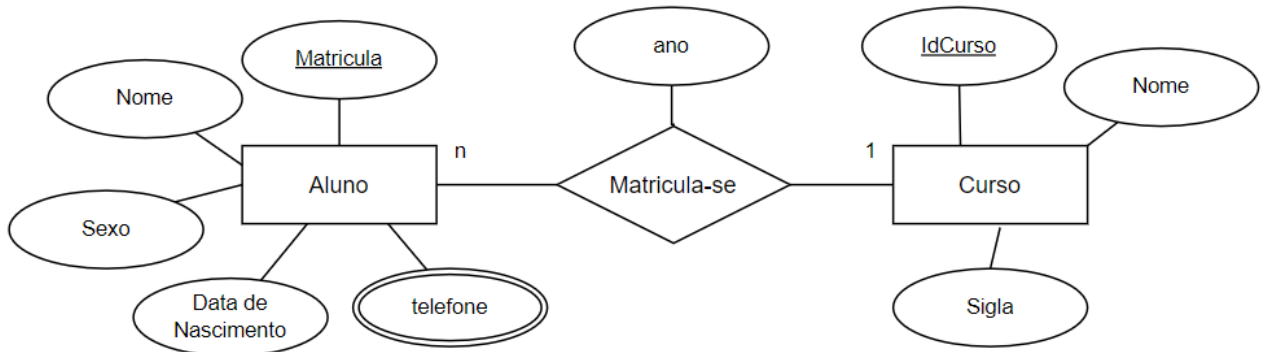 Matricula
ano
IdCurso
Nome
Nome
n
1
Aluno
Matricula-se
Curso
Sexo
Data de
Nascimento
telefone
Sigla